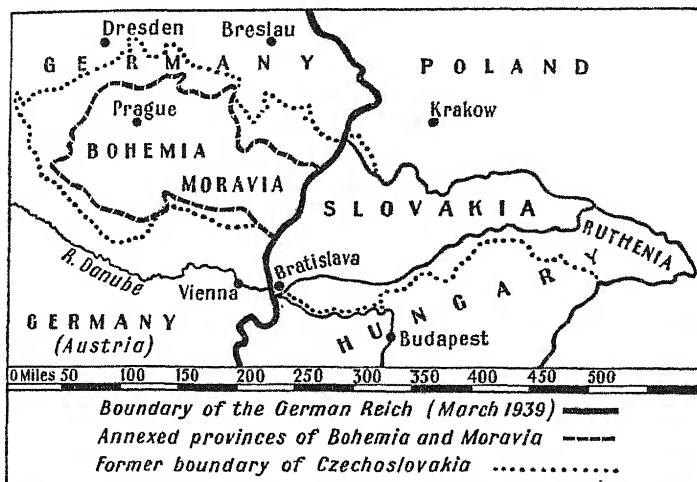 Dresden Breslau
GERMANY
POLAND
Prague
Krakow
BOHEMIA
MORAVIA
SLOVAKIA
RUTHENIA
R. Danube
Bratislava
Vienna
HUNGARY
GERMANY
(Austria)
Budapest
0 Miles 50 100 150 200 250 300 350 400 450 500
Boundary of the German Reich (March 1939)
Annexed provinces of Bohemia and Moravia
Former boundary of Czechoslovakia